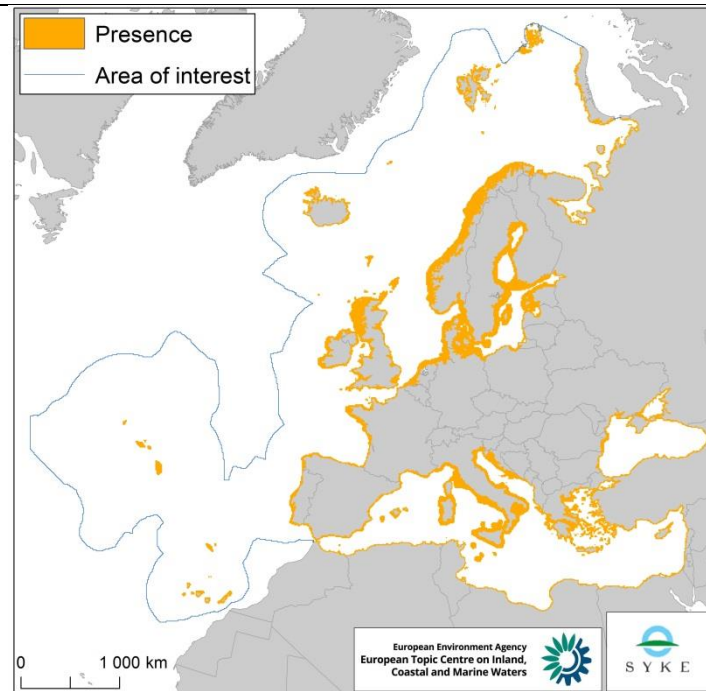 Presence
Area of interest
0 1 000 km
European Environment Agency
European Topic Centre on Inland,
Coastal and Marine Waters
S Y K E